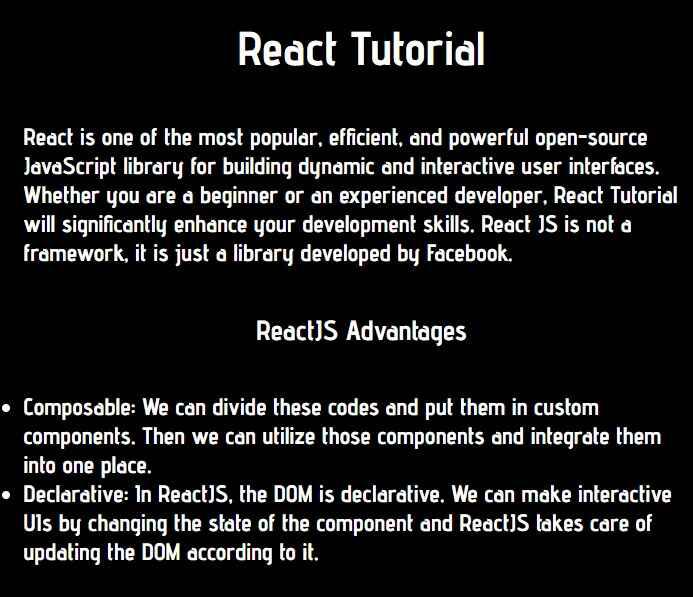 React Tutorial
React is one of the most popular, efficient, and powerful open-source
JavaScript library for building dynamic and interactive user interfaces.
Whether you are a beginner or an experienced developer, React Tutorial
will significantly enhance your development skills. React JS is not a
framework, it is just a library developed by Facebook.
ReactJS Advantages
• Composable: We can divide these codes and put them in custom
components. Then we can utilize those components and integrate them
into one place.
• Declarative: In ReactJS, the DOM is declarative. We can make interactive
UIs by changing the state of the component and ReactJS takes care of
updating the DOM according to it.